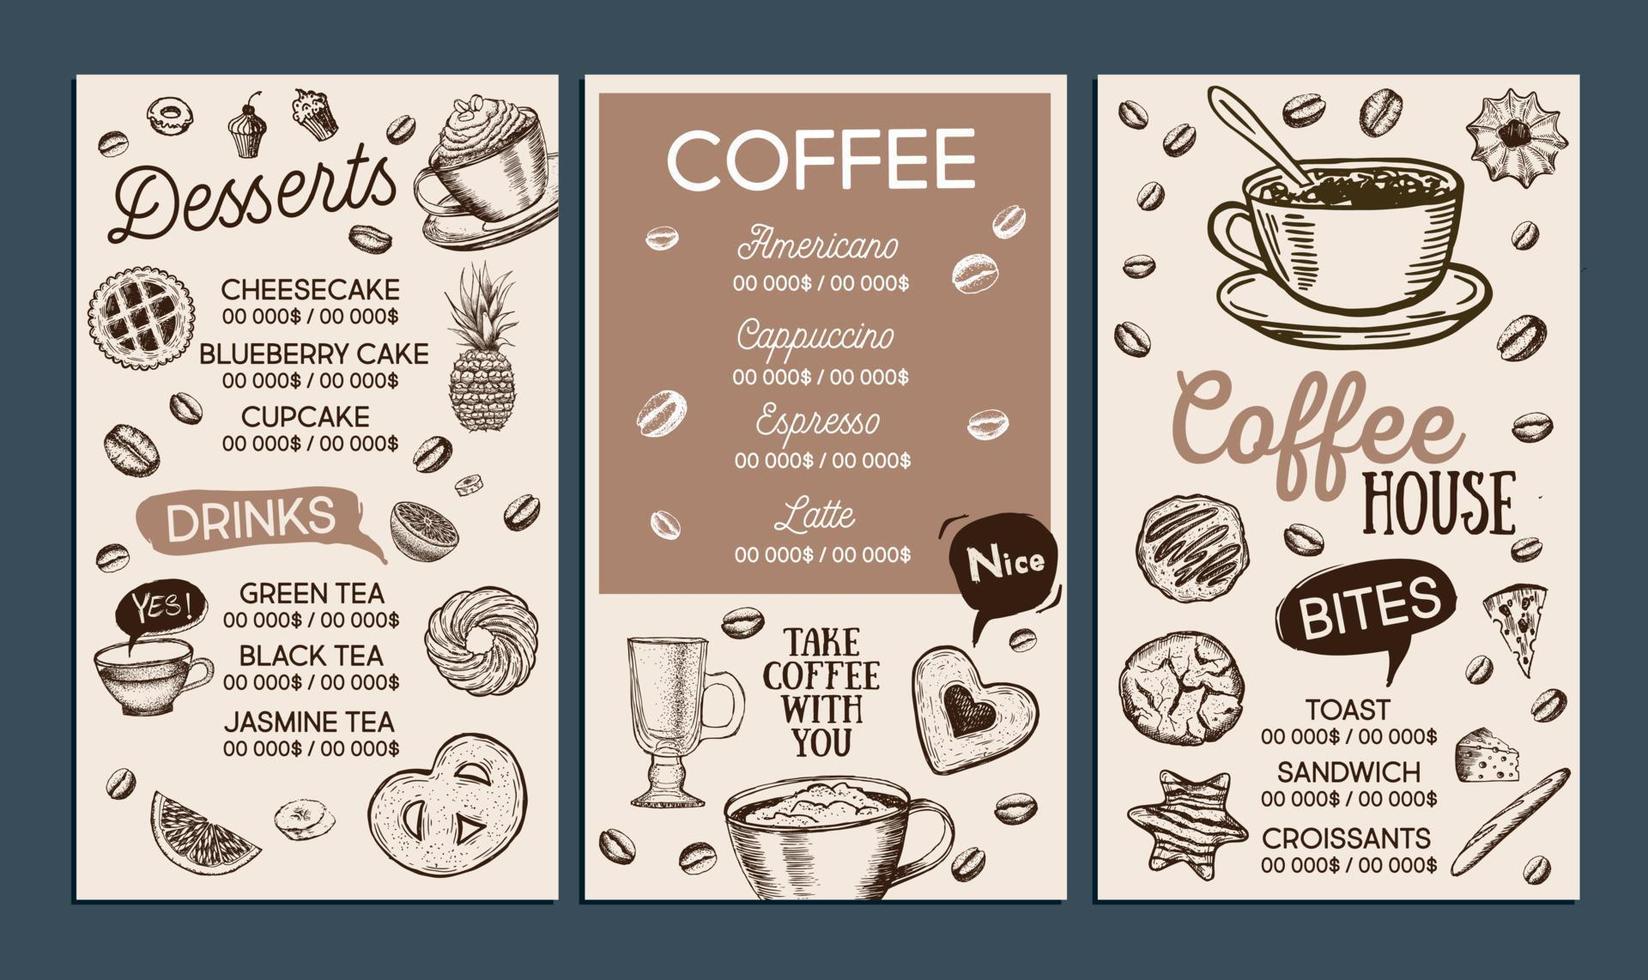 Desserts
CHEESECAKE
00 000$ / 00 000$
BLUEBERRY CAKE
00 000$ / 00 000$
CUPCAKE
00 000$ / 00 000$
DRINKS
YES!
GREEN TEA
00 000$ / 00 000$
BLACK TEA
00 000$ / 00 000$
JASMINE TEA
00 000$ / 00 000$
COFFEE
Americano
00 000$ / 00 000$
Cappuccino
00 000$ / 00 000$
Espresso
00 000$ / 00 000$
Latte
00 000$ / 00 000$
Nice
TAKE
COFFEE
WITH
YOU
Coffee
HOUSE
BITES
TOAST
00 000$ / 00 000$
SANDWICH
00 000$ / 00 000$
CROISSANTS
00 000$ / 00 000$